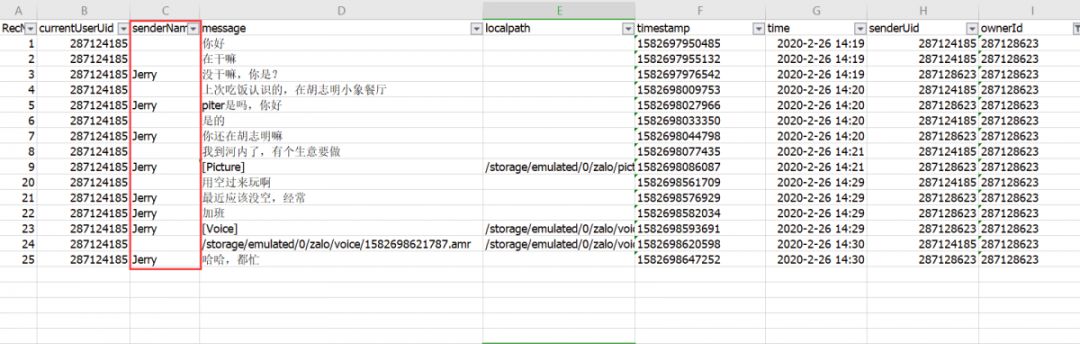 A B C D E F G H I
RecN currentUserUid senderNam message localpath timestamp time senderUid ownerId
1 287124185 你好 1582697950485 2020-2-26 14:19 287124185 287128623
2 287124185 在干嘛 1582697955132 2020-2-26 14:19 287124185 287128623
3 287124185 Jerry 没干嘛，你是? 1582697976542 2020-2-26 14:19 287128623 287128623
4 287124185 上次吃饭认识的，在胡志明小象餐厅 1582698009753 2020-2-26 14:20 287124185 287128623
5 287124185 Jerry piter是吗，你好 1582698027966 2020-2-26 14:20 287128623 287128623
6 287124185 是的 1582698033350 2020-2-26 14:20 287124185 287128623
7 287124185 Jerry 你还在胡志明嘛 1582698044798 2020-2-26 14:20 287128623 287128623
8 287124185 我到河内了，有个生意要做 1582698077435 2020-2-26 14:21 287124185 287128623
9 287124185 Jerry [Picture] /storage/emulated/0/zalo/pict 1582698086087 2020-2-26 14:21 287128623 287128623
20 287124185 用空过来玩啊 1582698561709 2020-2-26 14:29 287124185 287128623
21 287124185 Jerry 最近应该没空，经常 1582698576929 2020-2-26 14:29 287128623 287128623
22 287124185 Jerry 加班 1582698582034 2020-2-26 14:29 287128623 287128623
23 287124185 Jerry [Voice] /storage/emulated/0/zalo/voi 1582698593691 2020-2-26 14:29 287128623 287128623
24 287124185 /storage/emulated/0/zalo/voice/1582698621787.amr /storage/emulated/0/zalo/voi 1582698620598 2020-2-26 14:30 287124185 287128623
25 287124185 Jerry 哈哈，都忙 1582698647252 2020-2-26 14:30 287128623 287128623